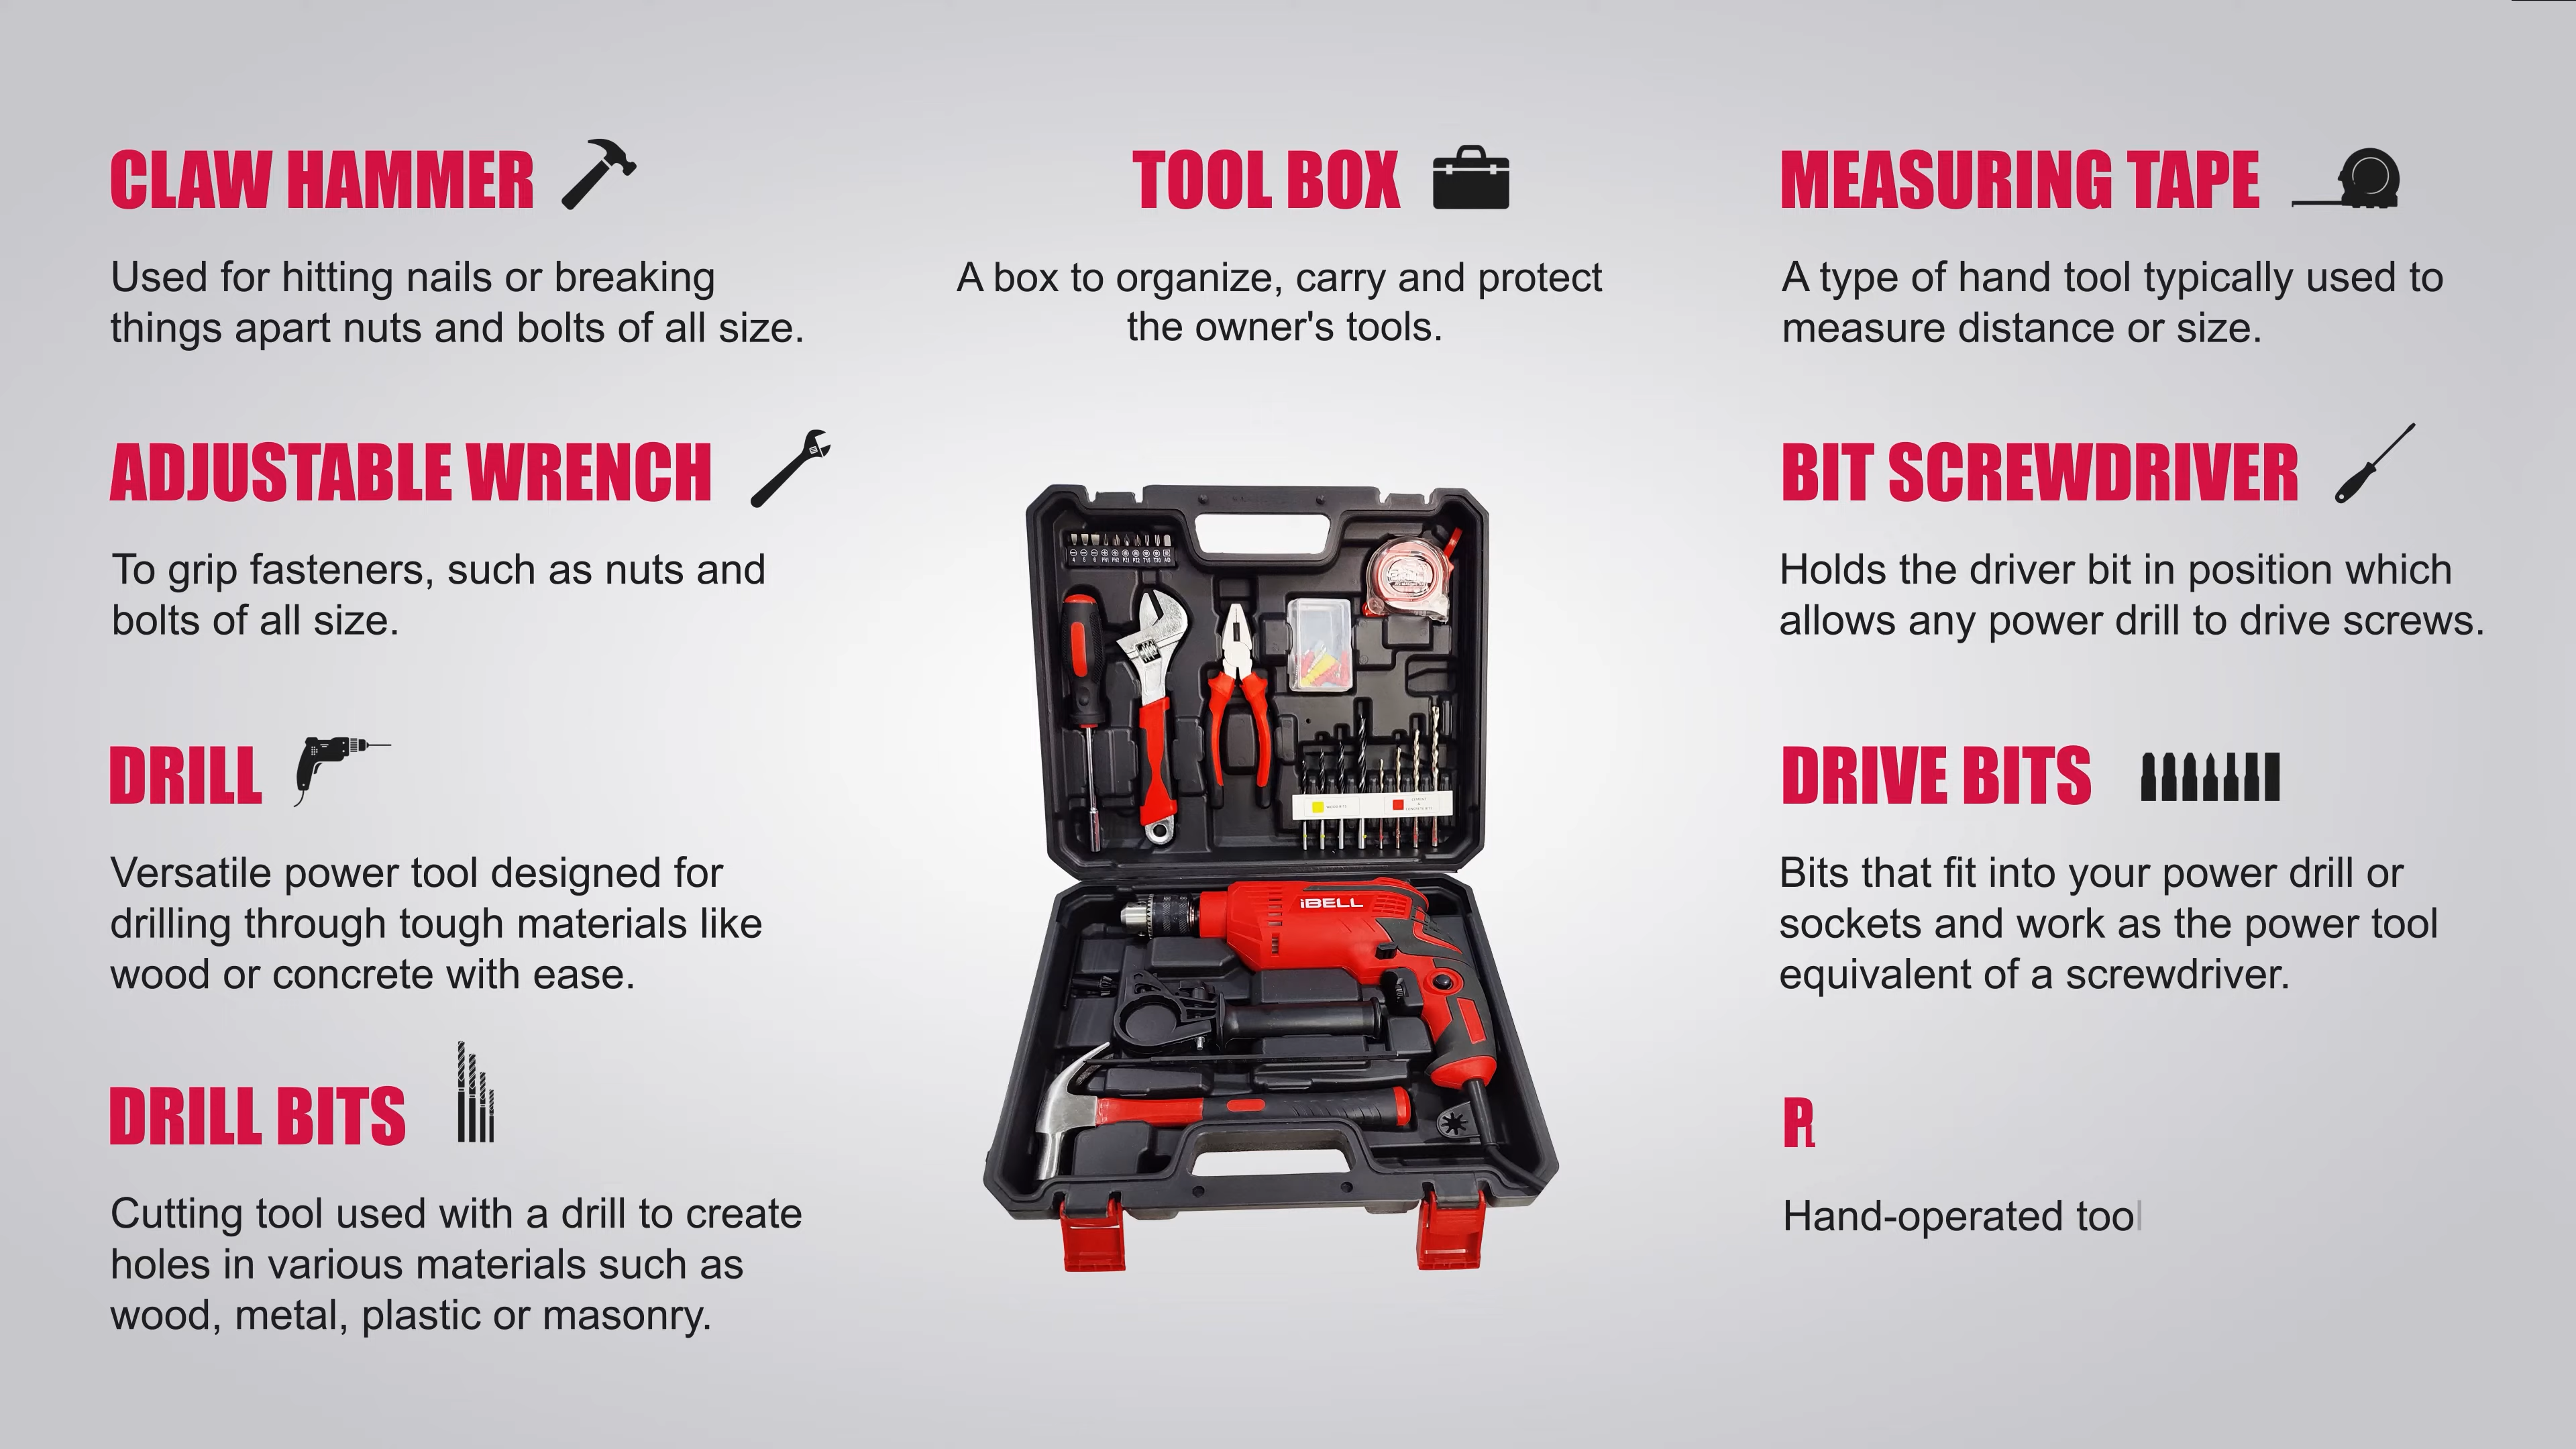 CLAW HAMMER
Used for hitting nails or breaking
things apart nuts and bolts of all size.
ADJUSTABLE WRENCH
To grip fasteners, such as nuts and
bolts of all size.
DRILL
Versatile power tool designed for
drilling through tough materials like
wood or concrete with ease.
DRILL BITS
Cutting tool used with a drill to create
holes in various materials such as
wood, metal, plastic or masonry.
TOOL BOX
A box to organize, carry and protect
the owner's tools.
iBELL
MEASURING TAPE
A type of hand tool typically used to
measure distance or size.
BIT SCREWDRIVER
Holds the driver bit in position which
allows any power drill to drive screws.
DRIVE BITS
Bits that fit into your power drill or
sockets and work as the power tool
equivalent of a screwdriver.
Hand-operated tool